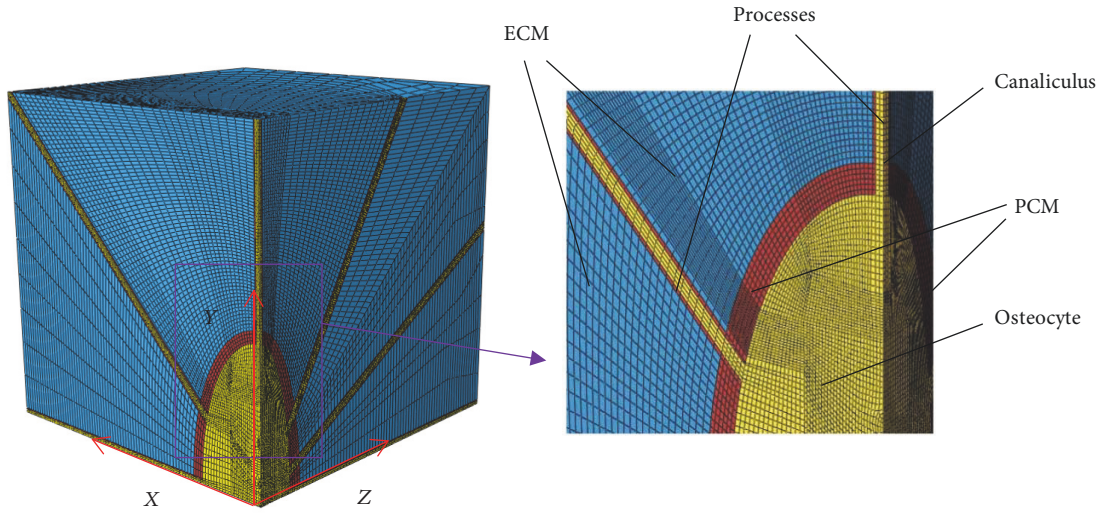 Processes
ECM
Canaliculus
PCM
Osteocyte
Y
X
Z